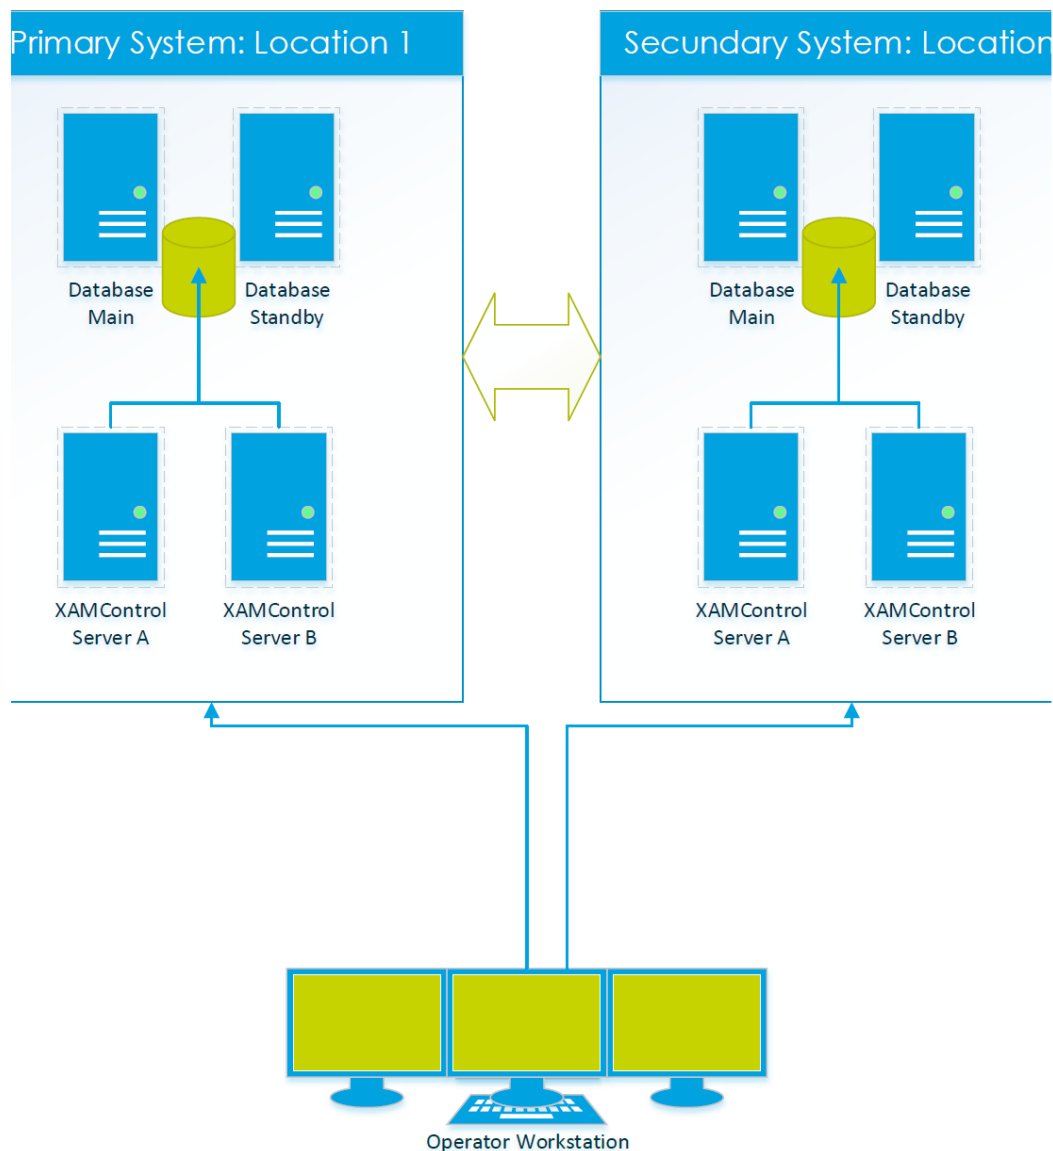 Primary System: Location 1
Secundary System: Location
Database
Main
Database
Standby
Database
Main
Database
Standby
XAMControl
Server A
XAMControl
Server B
XAMControl
Server A
XAMControl
Server B
Operator Workstation